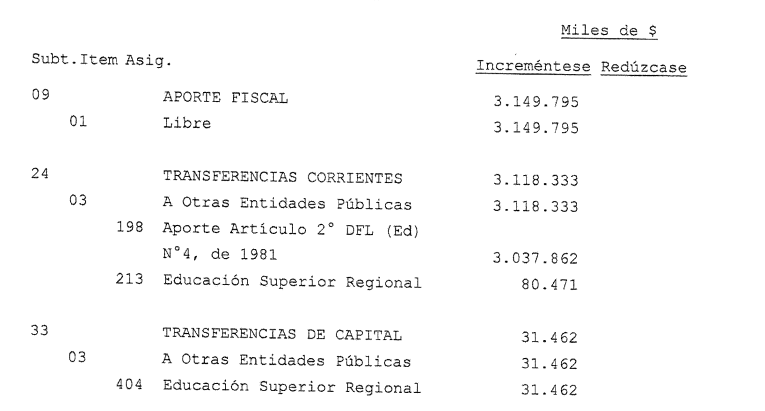 Miles de $
Subt.Item Asig. Increméntese Redúzcase
09 APORTE FISCAL 3.149.795
01 Libre 3.149.795
24 TRANSFERENCIAS CORRIENTES 3.118.333
03 A Otras Entidades Públicas 3.118.333
198 Aporte Artículo 2° DFL (Ed)
N°4, de 1981 3.037.862
213 Educación Superior Regional 80.471
33 TRANSFERENCIAS DE CAPITAL 31.462
03 A Otras Entidades Públicas 31.462
404 Educación Superior Regional 31.462